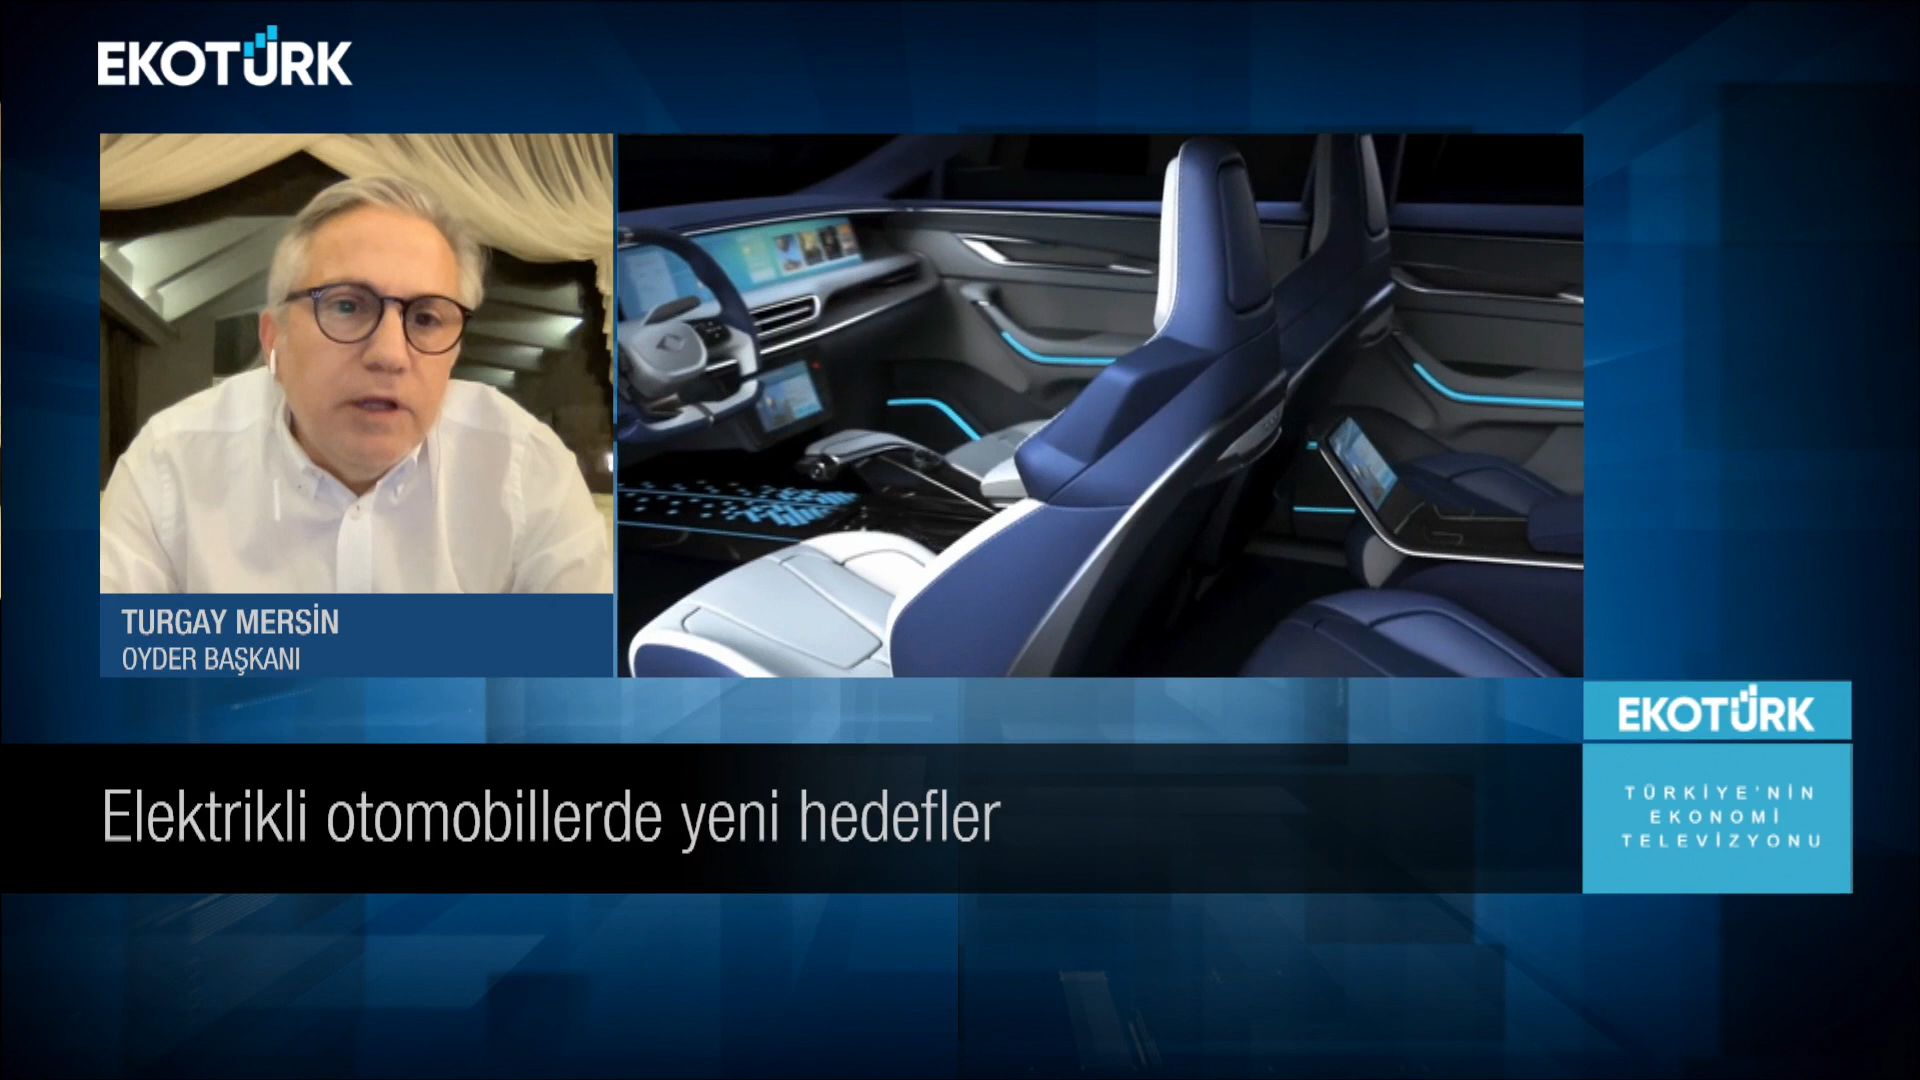 EKOTÜRK
TURGAY MERSİN
OYDER BAŞKANI
EKOTÜRK
Elektrikli otomobillerde yeni hedefler
TÜRKİYE'NİN
EKONOMİ
TELEVİZYONU